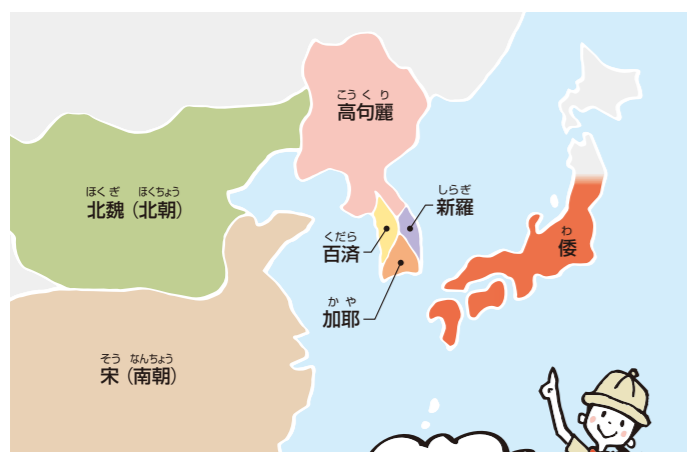 こうくり
高句麗
ほくぎ ほくちょう
北魏（北朝）
しらぎ
新羅
くだら
百済
わ
倭
かや
加耶
そう なんちょう
宋（南朝）